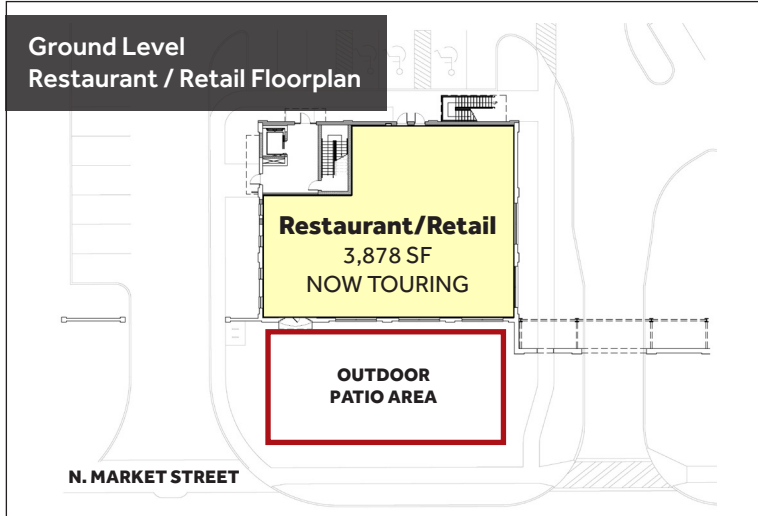 Ground Level
Restaurant / Retail Floorplan
Restaurant/Retail
3,878 SF
NOW TOURING
OUTDOOR
PATIO AREA
N. MARKET STREET